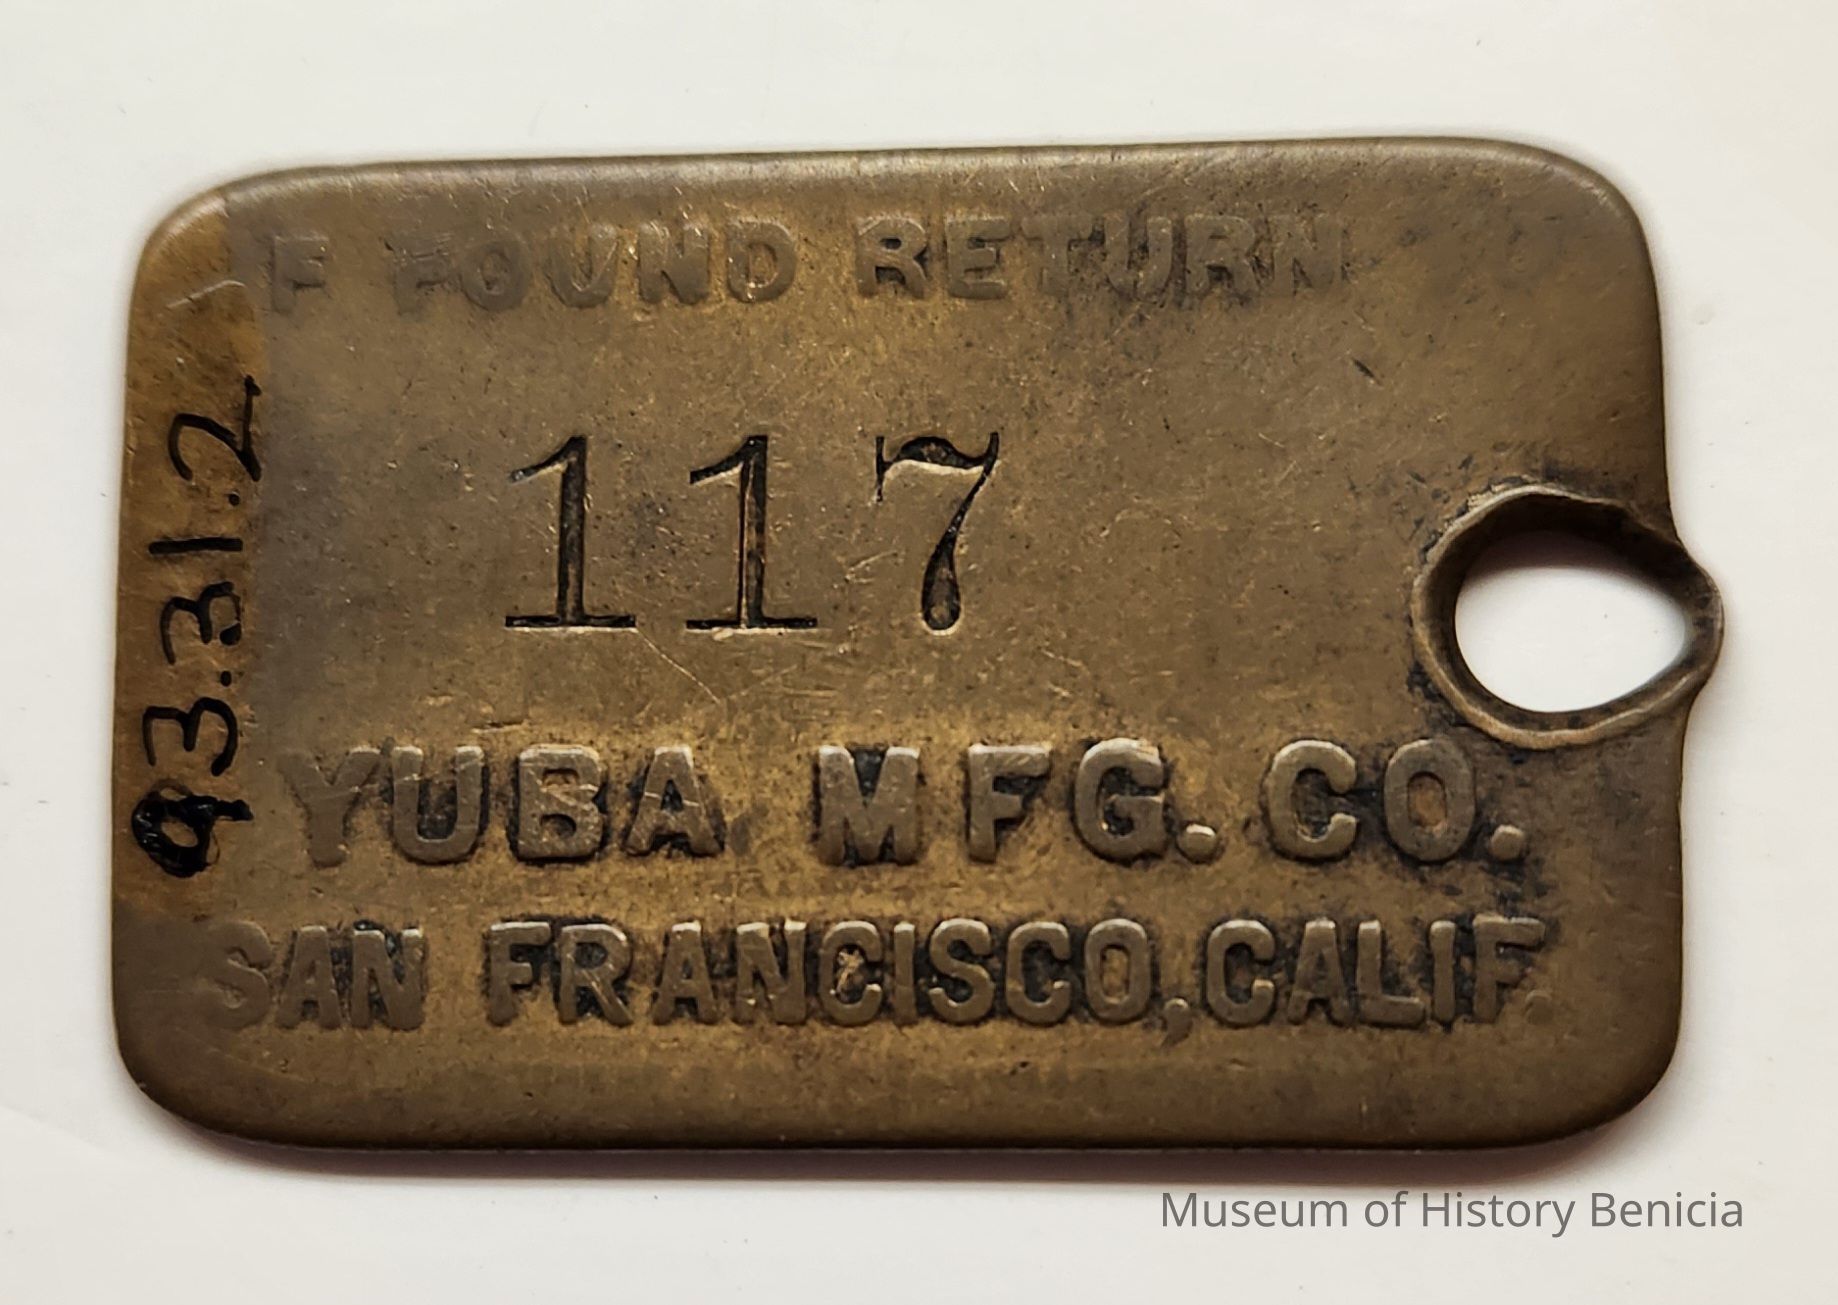 F FOUND RETURN
117
YUBA MFG. CO.
SAN FRANCISCO, CALIF.
93.31.2
Museum of History Benicia